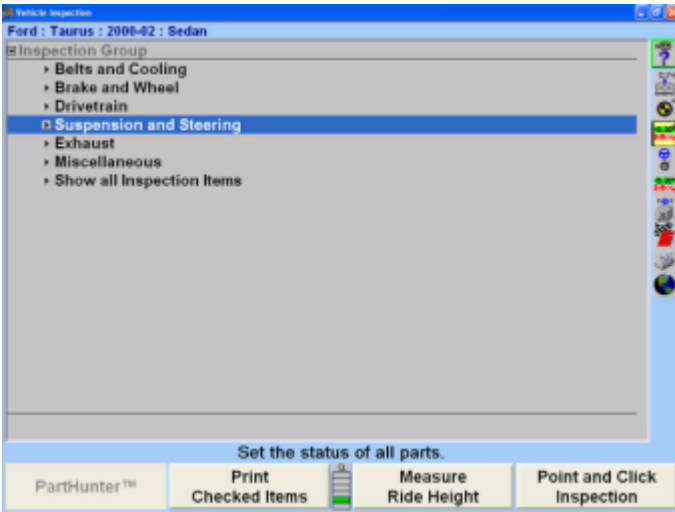 Vehicle Inspection
Ford : Taurus : 2000-02 : Sedan
Inspection Group
Belts and Cooling
Brake and Wheel
Drivetrain
Suspension and Steering
Exhaust
Miscellaneous
Show all Inspection Items
Set the status of all parts.
PartHunter™
Print
Checked Items
Measure
Ride Height
Point and Click
Inspection